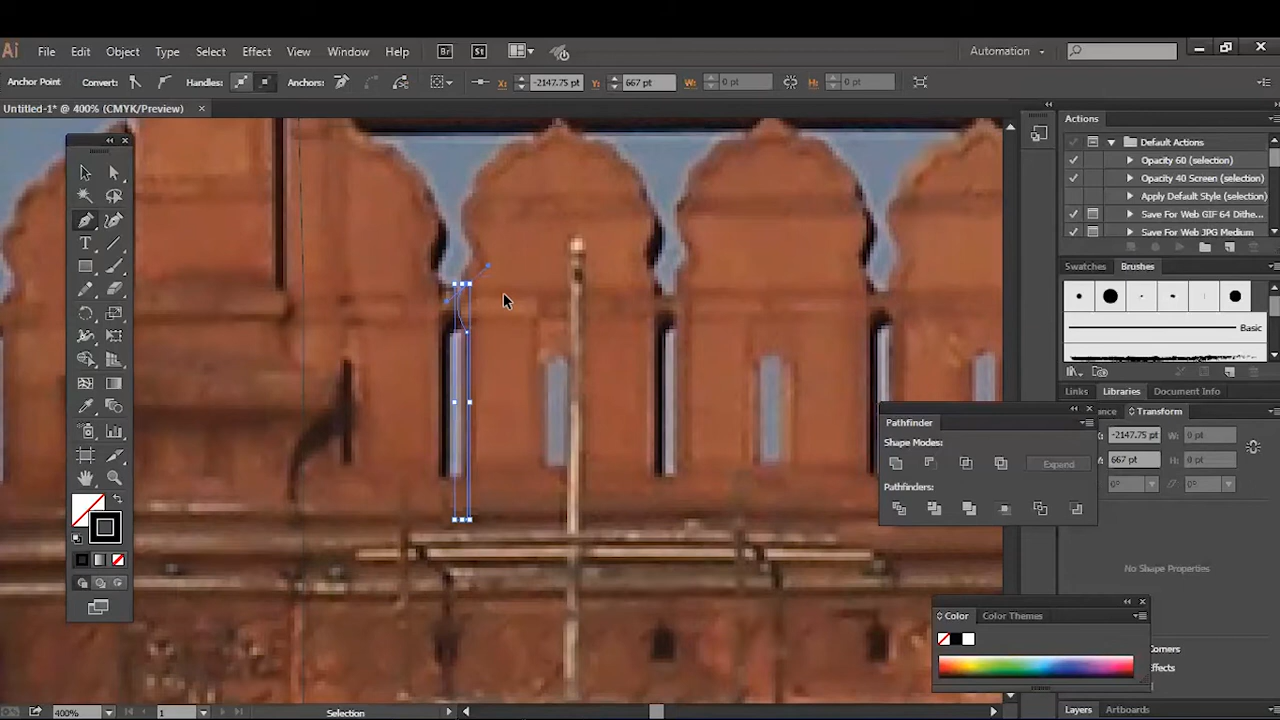 Ai File Edit Object Type Select Effect View Window Help Br St Automation
Anchor Point Convert: Handles: Anchors: X: -2147.75 pt Y: 667 pt W: 0 pt H: 0 pt
Untitled-1* @ 400% (CMYK/Preview) ×
Actions
Default Actions
Opacity 60 (selection)
Opacity 40 Screen (selection)
Apply Default Style (selection)
Save For Web GIF 64 Dithe...
Save For Web JPG Medium
Swatches Brushes
Basic
Links Libraries Document Info
Transform
-2147.75 pt W: 0 pt
667 pt H: 0 pt
0° 0°
Pathfinder
Shape Modes:
Expand
Pathfinders:
No Shape Properties
Color Color Themes
Layers Artboards
400% 1 Selection